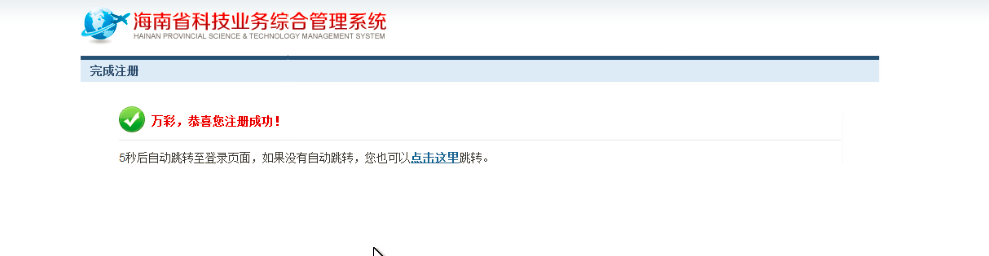 海南省科技业务综合管理系统
HAINAN PROVINCIAL SCIENCE & TECHNOLOGY MANAGEMENT SYSTEM
完成注册
万彩，恭喜您注册成功！
5秒后自动跳转至登录页面，如果没有自动跳转，您也可以点击这里跳转。